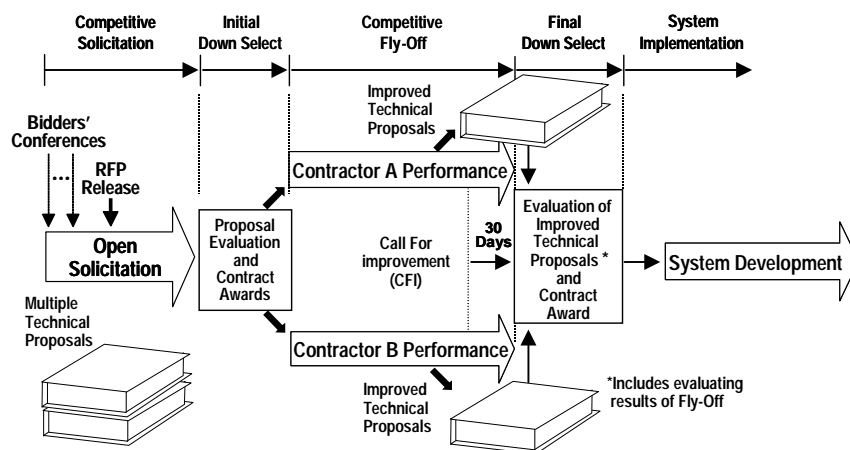 Competitive
Solicitation
Initial
Down Select
Competitive
Fly-Off
Final
Down Select
System
Implementation
Bidders'
Conferences
...
RFP
Release
Open
Solicitation
Multiple
Technical
Proposals
Proposal
Evaluation
and
Contract
Awards
Improved
Technical
Proposals
Contractor A Performance
Call For
improvement
(CFI)
30
Days
Contractor B Performance
Improved
Technical
Proposals
Evaluation of
Improved
Technical
Proposals *
and
Contract
Award
System Development
*Includes evaluating
results of Fly-Off